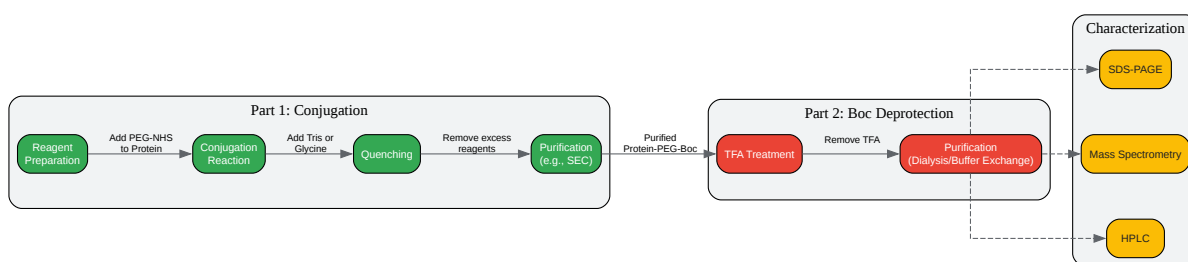 Characterization
SDS-PAGE
Part 1: Conjugation
Part 2: Boc Deprotection
Reagent
Preparation
Add PEG-NHS
to Protein
Conjugation
Reaction
Add Tris or
Glycine
Quenching
Remove excess
reagents
Purification
(e.g., SEC)
Purified
Protein-PEG-Boc
TFA Treatment
Remove TFA
Purification
(Dialysis/Buffer Exchange)
Mass Spectrometry
HPLC